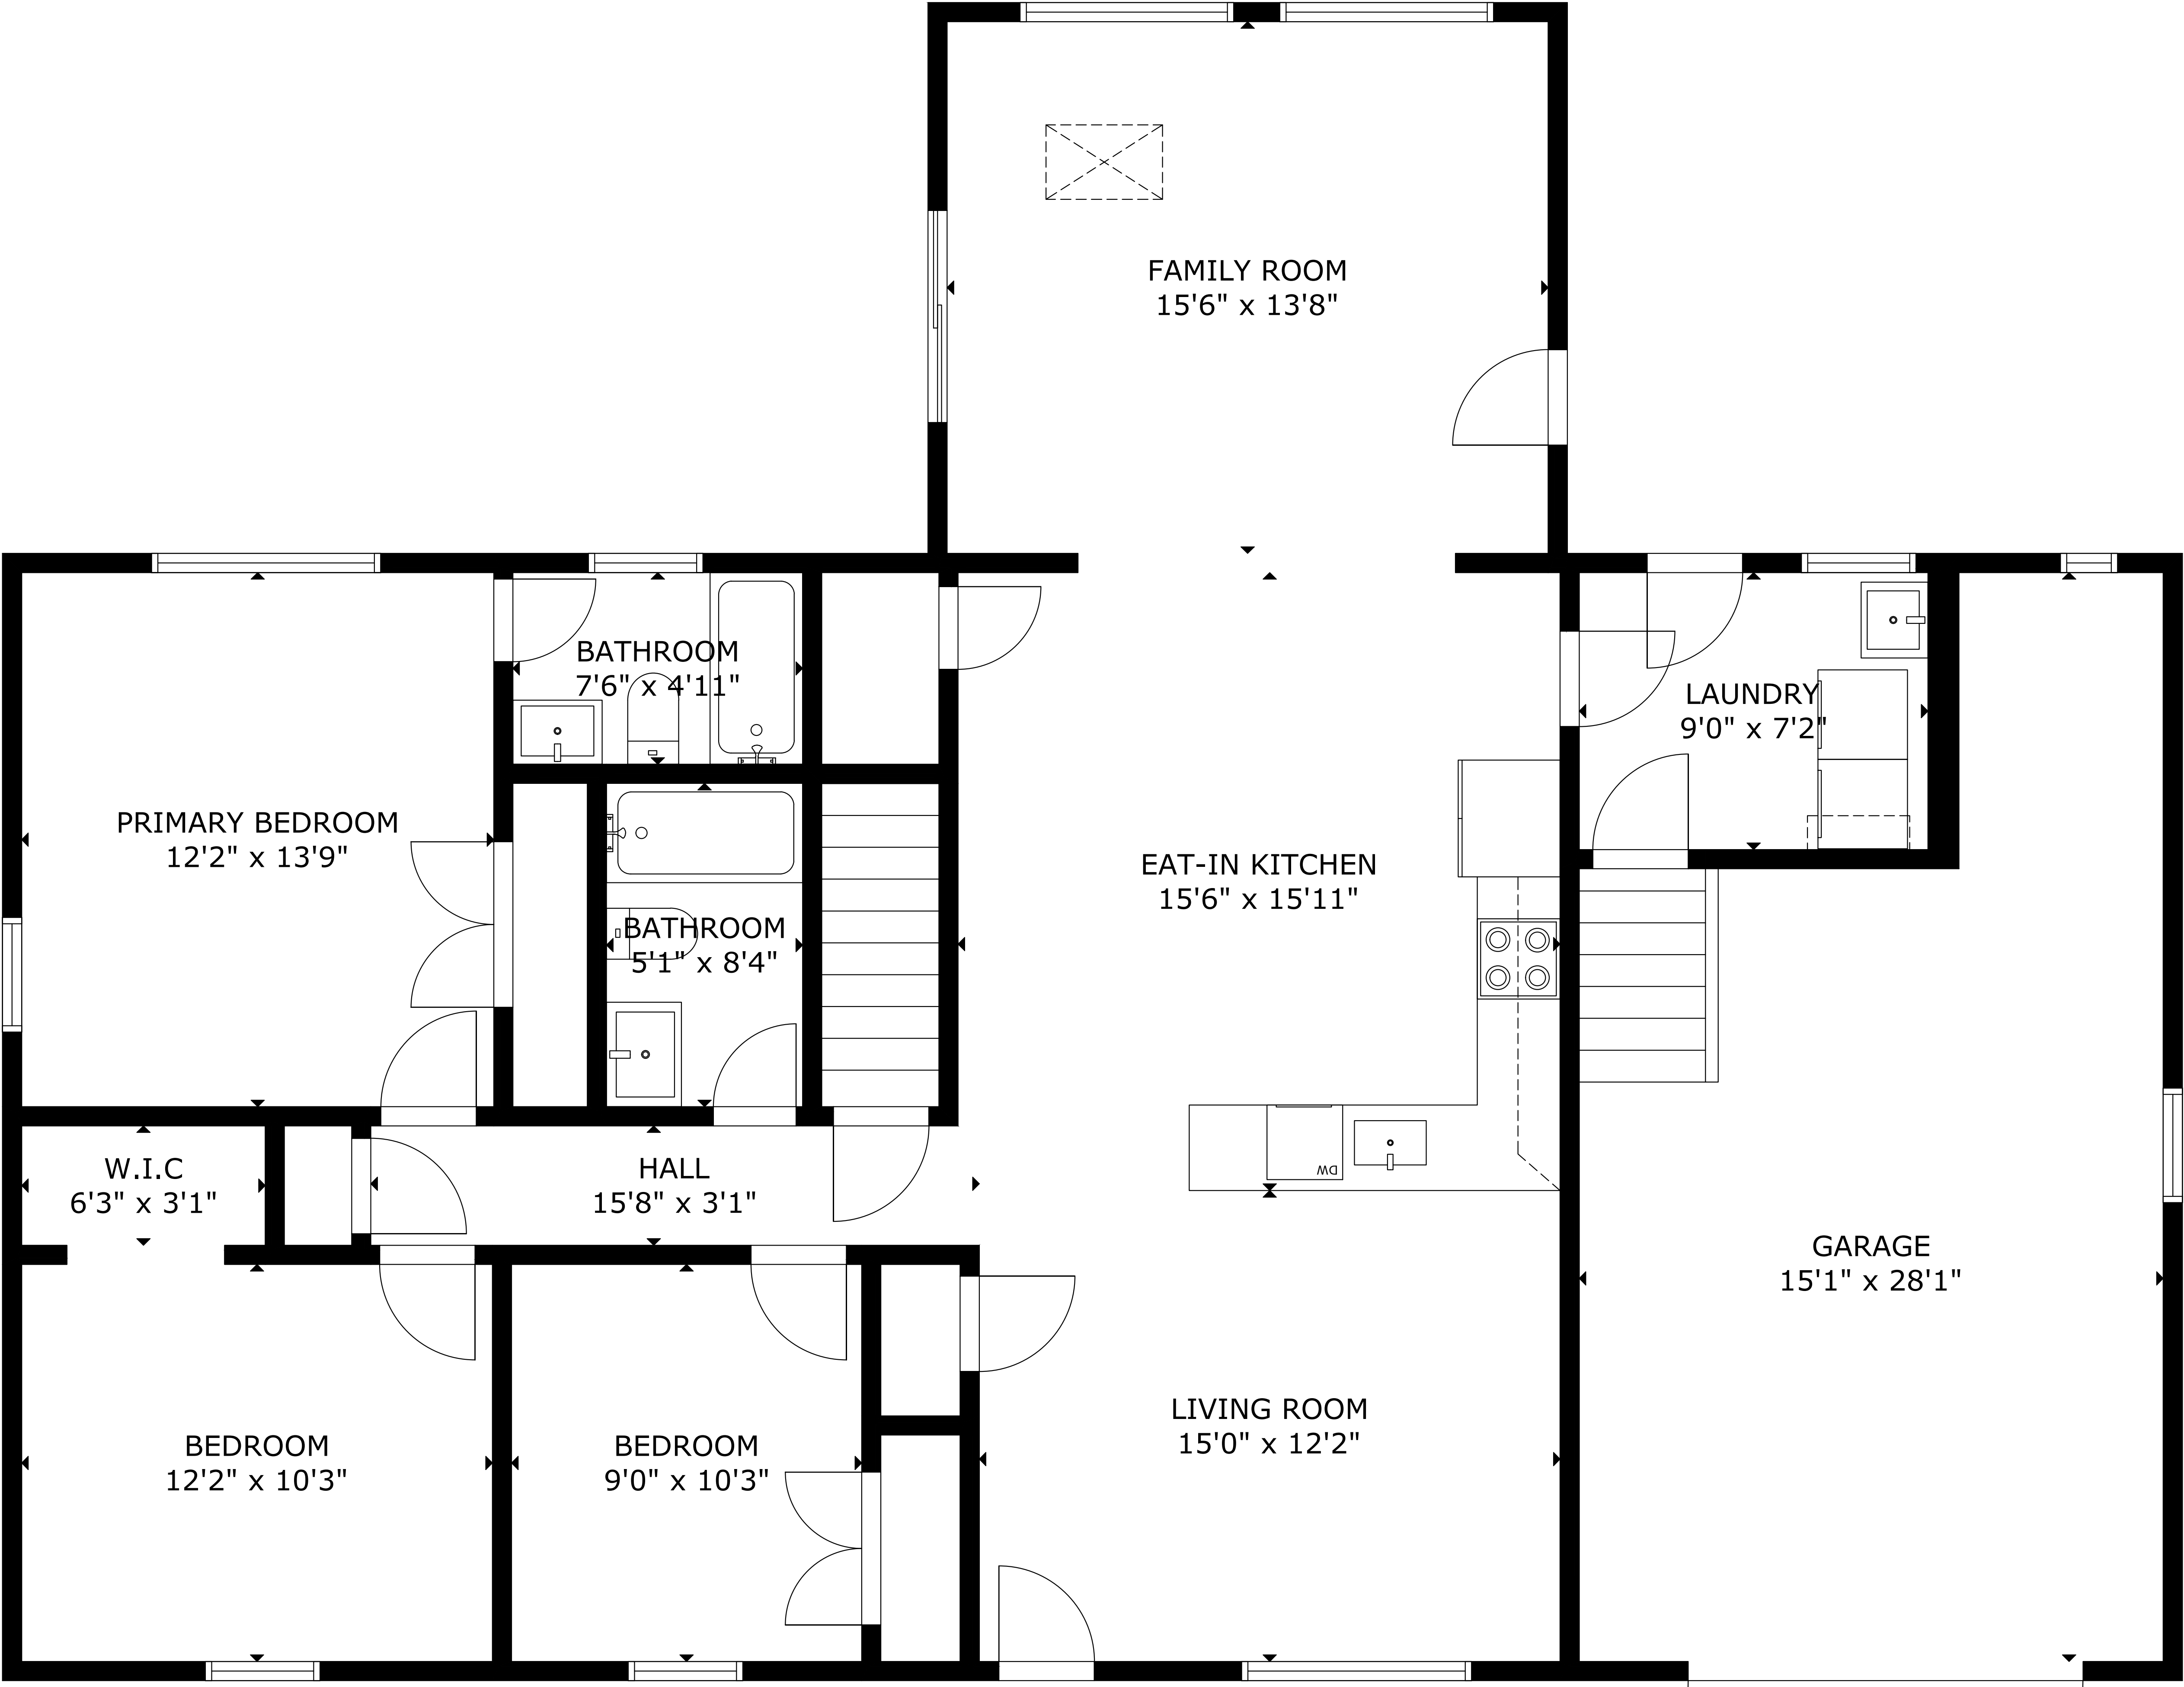 FAMILY ROOM
15'6" x 13'8"
BATHROOM
7'6" x 4'11"
LAUNDRY
9'0" x 7'2"
PRIMARY BEDROOM
12'2" x 13'9"
EAT-IN KITCHEN
15'6" x 15'11"
BATHROOM
5'1" x 8'4"
W.I.C
6'3" x 3'1"
HALL
15'8" x 3'1"
DW
GARAGE
15'1" x 28'1"
LIVING ROOM
15'0" x 12'2"
BEDROOM
12'2" x 10'3"
BEDROOM
9'0" x 10'3"